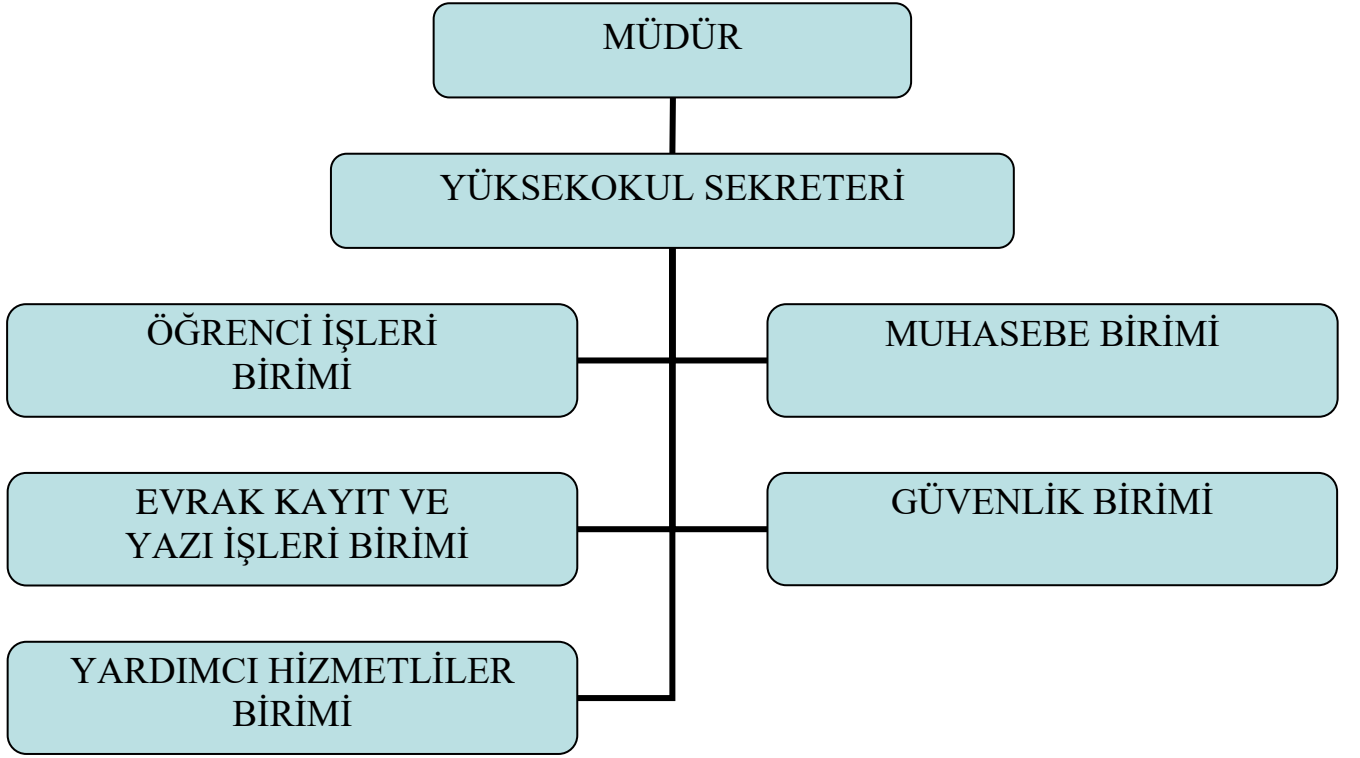 MÜDÜR
YÜKSEKOKUL SEKRETERİ
ÖĞRENCİ İŞLERİ
BİRİMİ
MUHASEBE BİRİMİ
EVRAK KAYIT VE
YAZI İŞLERİ BİRİMİ
GÜVENLİK BİRİMİ
YARDIMCI HİZMETLİLER
BİRİMİ